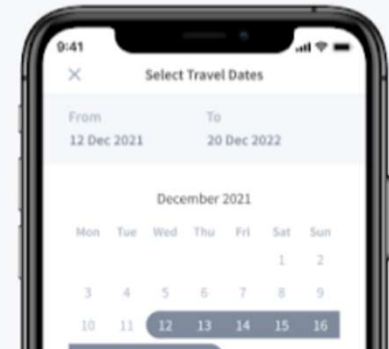 9:41
Select Travel Dates
From To
12 Dec 2021 20 Dec 2022
December 2021
Mon Tue Wed Thu Fri Sat Sun
1 2
3 4 5 6 7 8 9
10 11 12 13 14 15 16